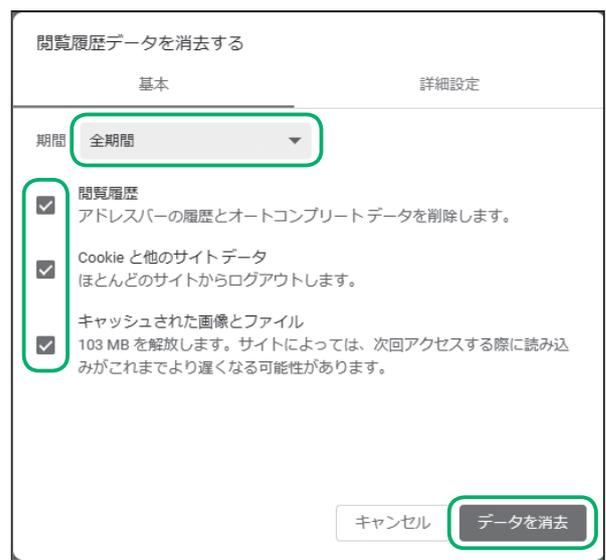 閲覧履歴データを消去する
基本 詳細設定
期間 全期間
閲覧履歴
アドレスバーの履歴とオートコンプリート データを削除します。
Cookie と他のサイトデータ
ほとんどのサイトからログアウトします。
キャッシュされた画像とファイル
103 MB を解放します。サイトによっては、次回アクセスする際に読み込
みがこれまでより遅くなる可能性があります。
キャンセル データを消去